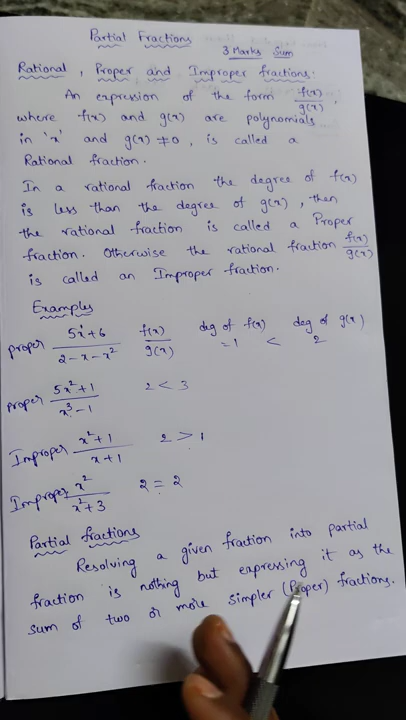 Partial Fractions
3 Marks Sum
Rational, Proper and Improper fractions.
An expression of the form f(x)/g(x),
where f(x) and g(x) are polynomials
in 'x' and g(x) ≠ 0, is called a
Rational fraction.
In a rational fraction the degree of f(x)
is less than the degree of g(x), then
the rational fraction is called a Proper
fraction. Otherwise the rational fraction f(x)/g(x)
is called an Improper fraction.
Examples
Proper 5x¹+6/2-x-x² f(x)/g(x) deg of f(x) =1 < deg of g(x) 2
Proper 5x²+1/x³-1 2 < 3
Improper x²+1/x+1 2 > 1
Improper x²/x²+3 2 = 2
Partial fractions
Resolving a given fraction into partial
fraction is nothing but expressing it as the
sum of two or more simpler (Proper) fractions.